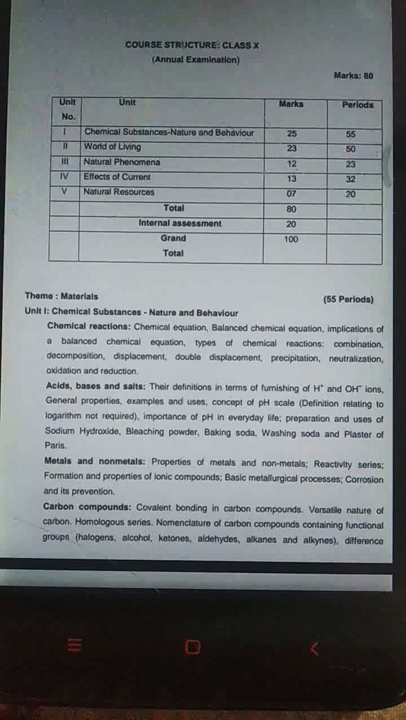 COURSE STRUCTURE: CLASS X
(Annual Examination)
Marks: 80
Unit No. Unit Marks Periods
I Chemical Substances-Nature and Behaviour 25 55
II World of Living 23 50
III Natural Phenomena 12 23
IV Effects of Current 13 32
V Natural Resources 07 20
Total 80
Internal assessment 20
Grand Total 100
Theme : Materials (55 Periods)
Unit I: Chemical Substances - Nature and Behaviour
Chemical reactions: Chemical equation, Balanced chemical equation, implications of
a balanced chemical equation, types of chemical reactions: combination,
decomposition, displacement, double displacement, precipitation, neutralization,
oxidation and reduction.
Acids, bases and salts: Their definitions in terms of furnishing of H⁺ and OH⁻ ions,
General properties, examples and uses, concept of pH scale (Definition relating to
logarithm not required), importance of pH in everyday life; preparation and uses of
Sodium Hydroxide, Bleaching powder, Baking soda, Washing soda and Plaster of
Paris.
Metals and nonmetals: Properties of metals and non-metals; Reactivity series;
Formation and properties of ionic compounds; Basic metallurgical processes; Corrosion
and its prevention.
Carbon compounds: Covalent bonding in carbon compounds. Versatile nature of
carbon. Homologous series. Nomenclature of carbon compounds containing functional
groups (halogens, alcohol, ketones, aldehydes, alkanes and alkynes), difference